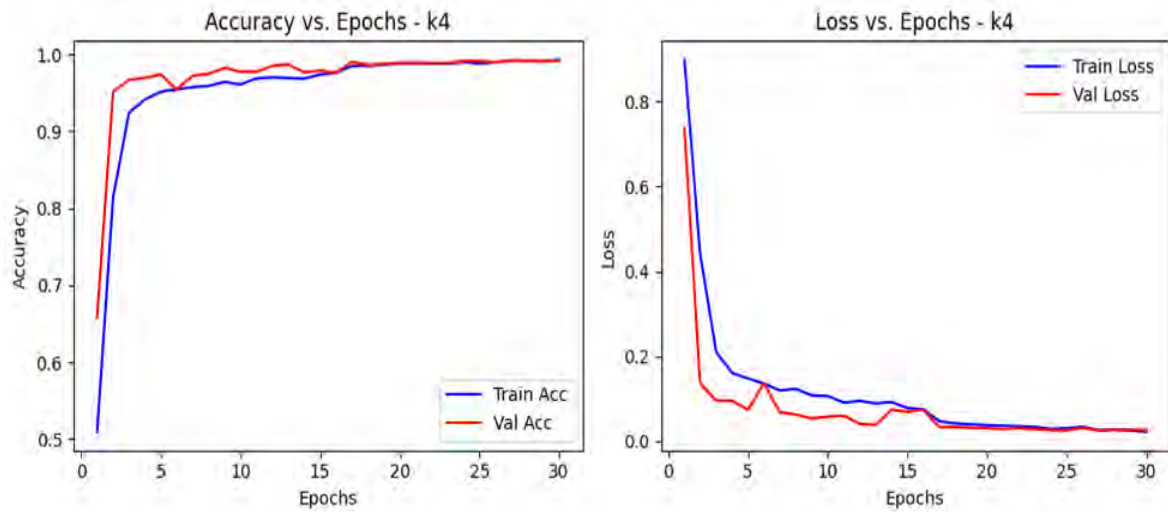 Accuracy vs. Epochs - k4
1.0
0.9
0.8
0.7
0.6
0.5
Accuracy
Train Acc
Val Acc
0 5 10 15 20 25 30
Epochs
Loss vs. Epochs - k4
Train Loss
Val Loss
0.8
0.6
0.4
0.2
0.0
Loss
0 5 10 15 20 25 30
Epochs